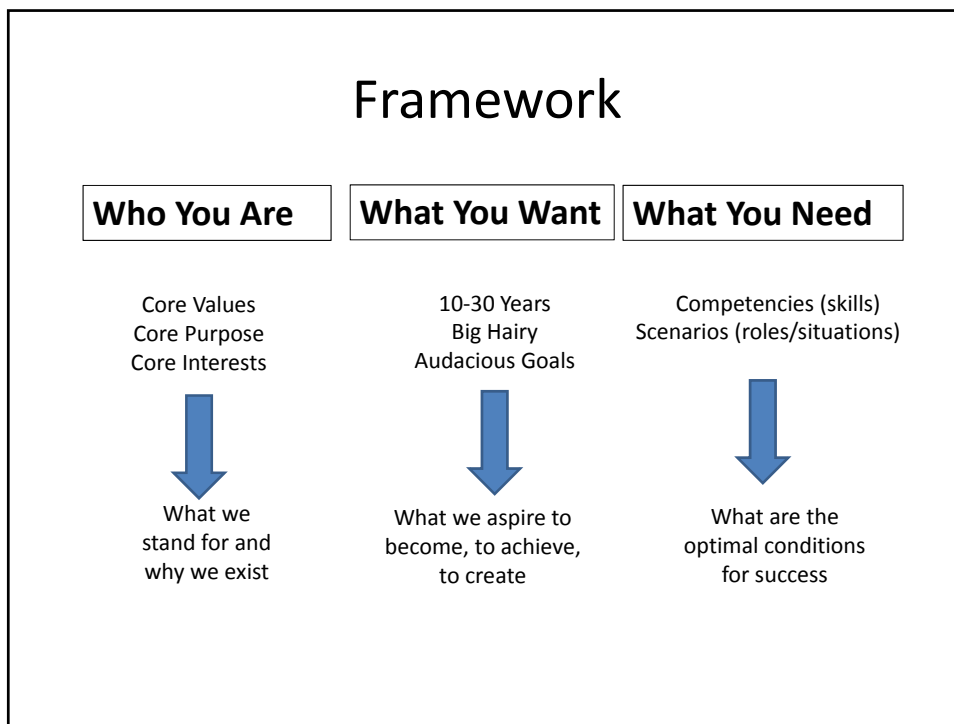 Framework
Who You Are
Core Values
Core Purpose
Core Interests
What we
stand for and
why we exist
What You Want
10-30 Years
Big Hairy
Audacious Goals
What we aspire to
become, to achieve,
to create
What You Need
Competencies (skills)
Scenarios (roles/situations)
What are the
optimal conditions
for success